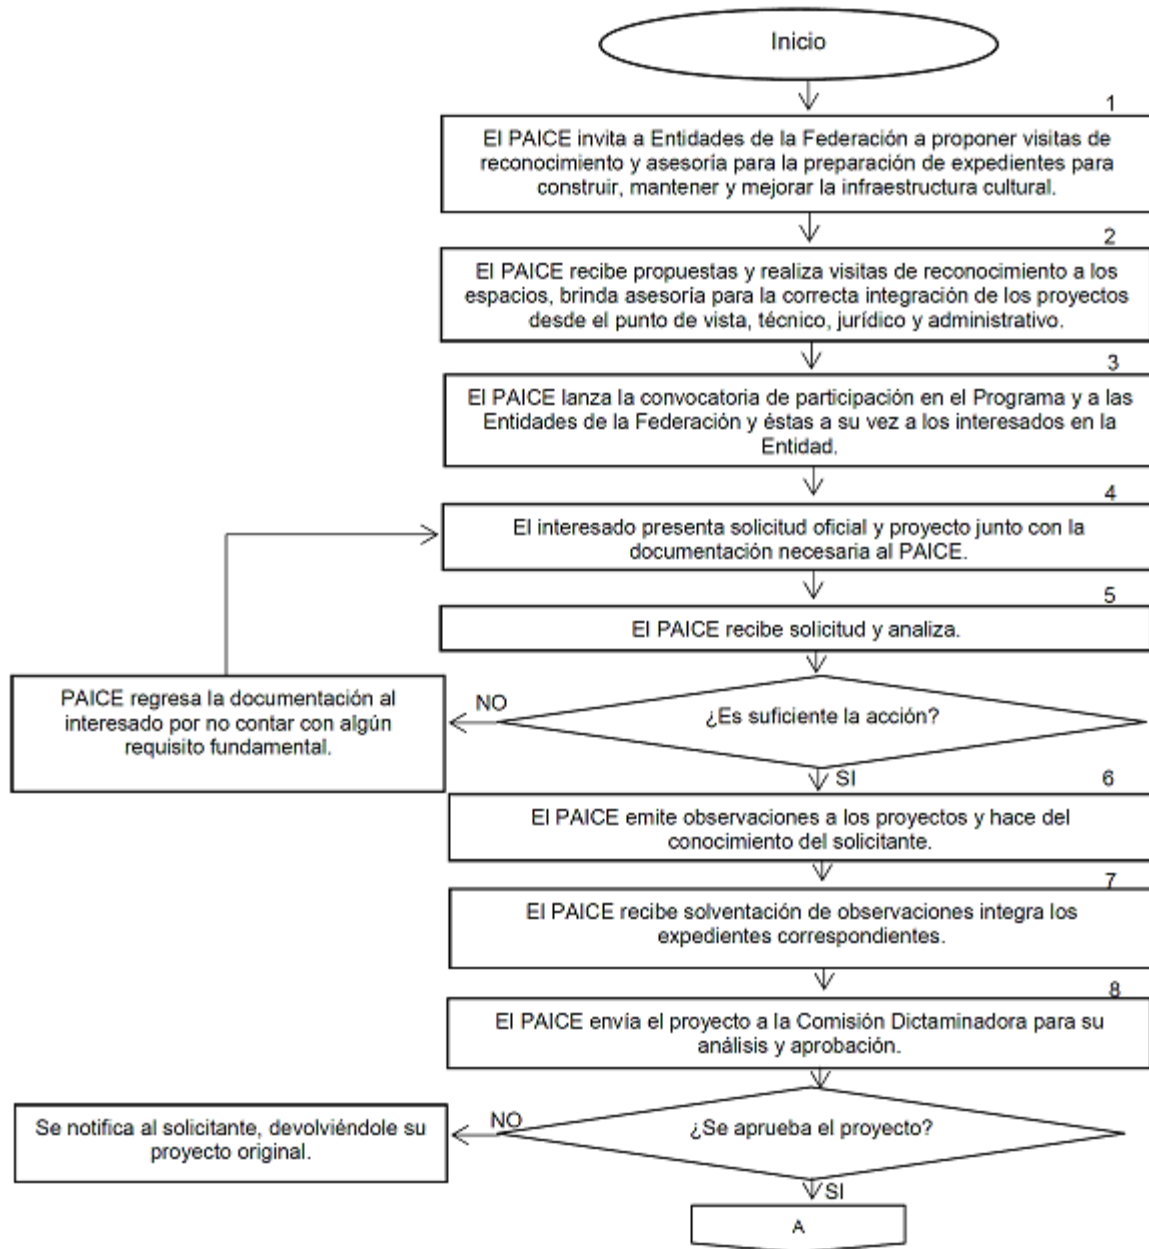 Inicio
1
El PAICE invita a Entidades de la Federación a proponer visitas de
reconocimiento y asesoría para la preparación de expedientes para
construir, mantener y mejorar la infraestructura cultural.
2
El PAICE recibe propuestas y realiza visitas de reconocimiento a los
espacios, brinda asesoría para la correcta integración de los proyectos
desde el punto de vista, técnico, jurídico y administrativo.
3
El PAICE lanza la convocatoria de participación en el Programa y a las
Entidades de la Federación y éstas a su vez a los interesados en la
Entidad.
4
El interesado presenta solicitud oficial y proyecto junto con la
documentación necesaria al PAICE.
5
El PAICE recibe solicitud y analiza.
¿Es suficiente la acción?
NO
PAICE regresa la documentación al
interesado por no contar con algún
requisito fundamental.
SI
6
El PAICE emite observaciones a los proyectos y hace del
conocimiento del solicitante.
7
El PAICE recibe solventación de observaciones integra los
expedientes correspondientes.
8
El PAICE envía el proyecto a la Comisión Dictaminadora para su
análisis y aprobación.
¿Se aprueba el proyecto?
NO
Se notifica al solicitante, devolviéndole su
proyecto original.
SI
A